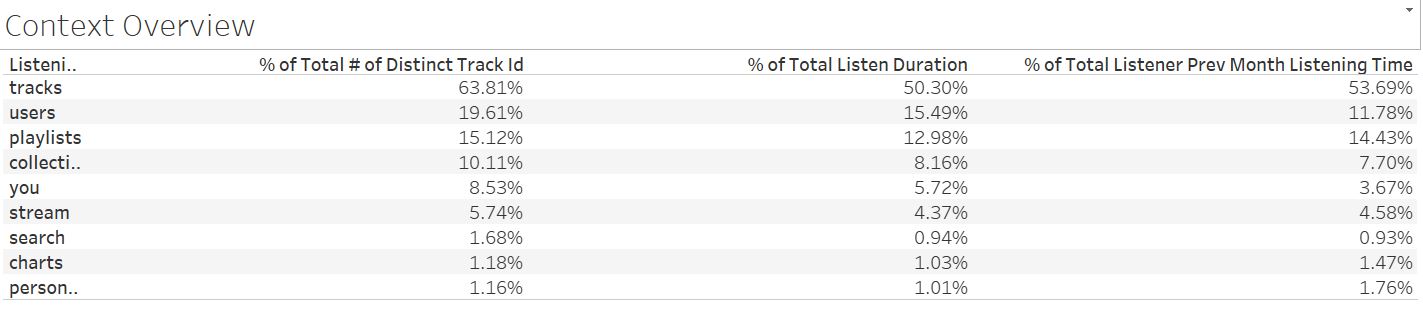 Context Overview
Listeni.. % of Total # of Distinct Track Id % of Total Listen Duration % of Total Listener Prev Month Listening Time
tracks 63.81% 50.30% 53.69%
users 19.61% 15.49% 11.78%
playlists 15.12% 12.98% 14.43%
collecti.. 10.11% 8.16% 7.70%
you 8.53% 5.72% 3.67%
stream 5.74% 4.37% 4.58%
search 1.68% 0.94% 0.93%
charts 1.18% 1.03% 1.47%
person.. 1.16% 1.01% 1.76%